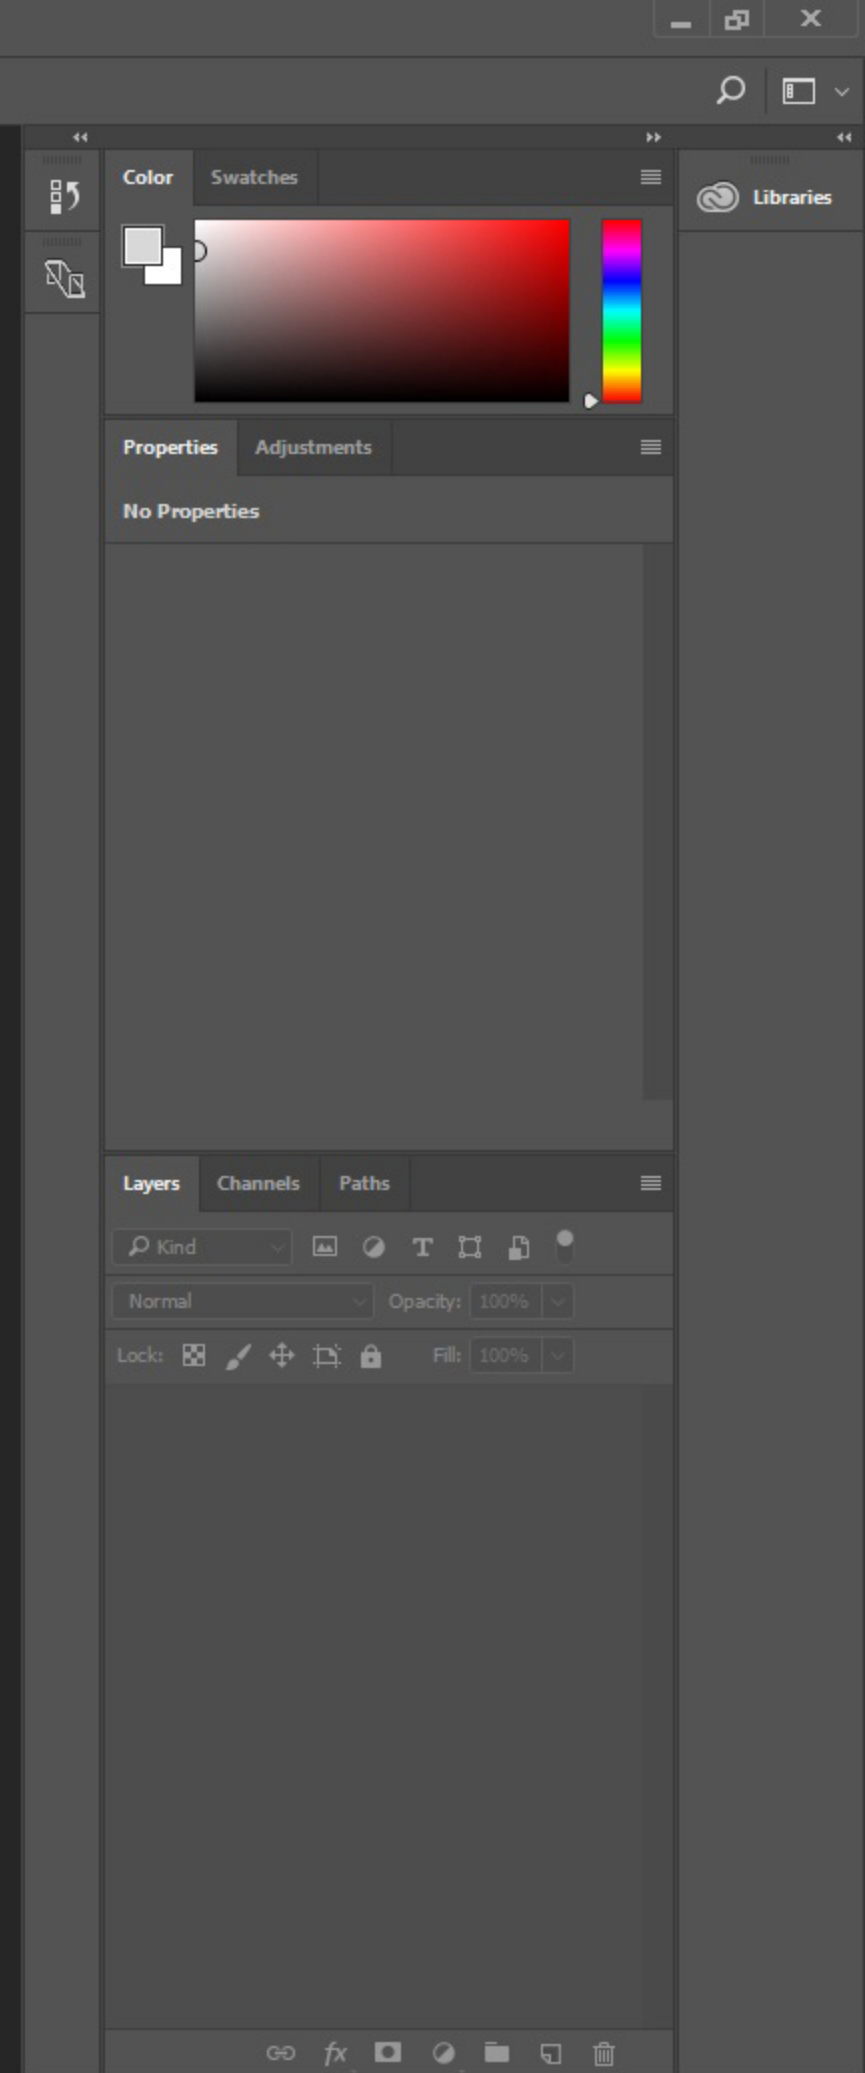 Color Swatches
Libraries
Properties Adjustments
No Properties
Layers Channels Paths
Kind T
Normal Opacity: 100%
Lock: Fill: 100%
fx